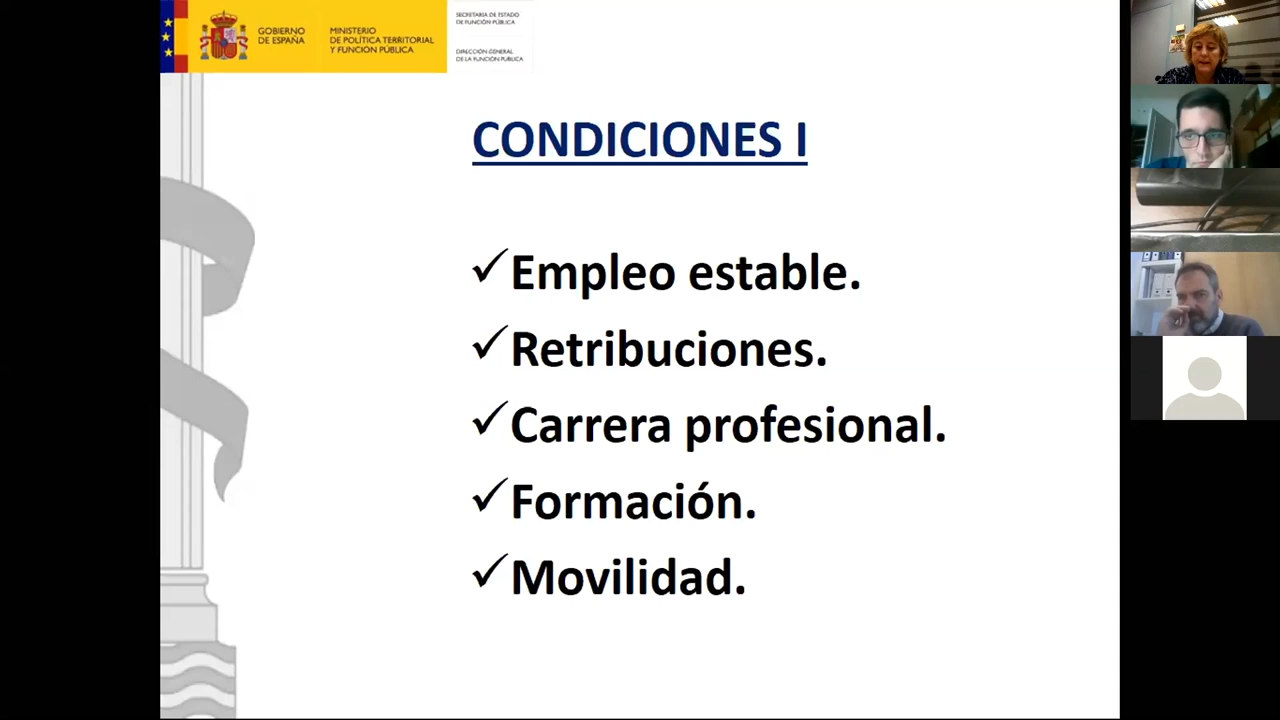 GOBIERNO
DE ESPAÑA
MINISTERIO
DE POLÍTICA TERRITORIAL
Y FUNCIÓN PÚBLICA
SECRETARIA DE ESTADO
DE FUNCIÓN PÚBLICA
DIRECCIÓN GENERAL
DE LA FUNCIÓN PÚBLICA
CONDICIONES I
✓Empleo estable.
✓Retribuciones.
✓Carrera profesional.
✓Formación.
✓Movilidad.